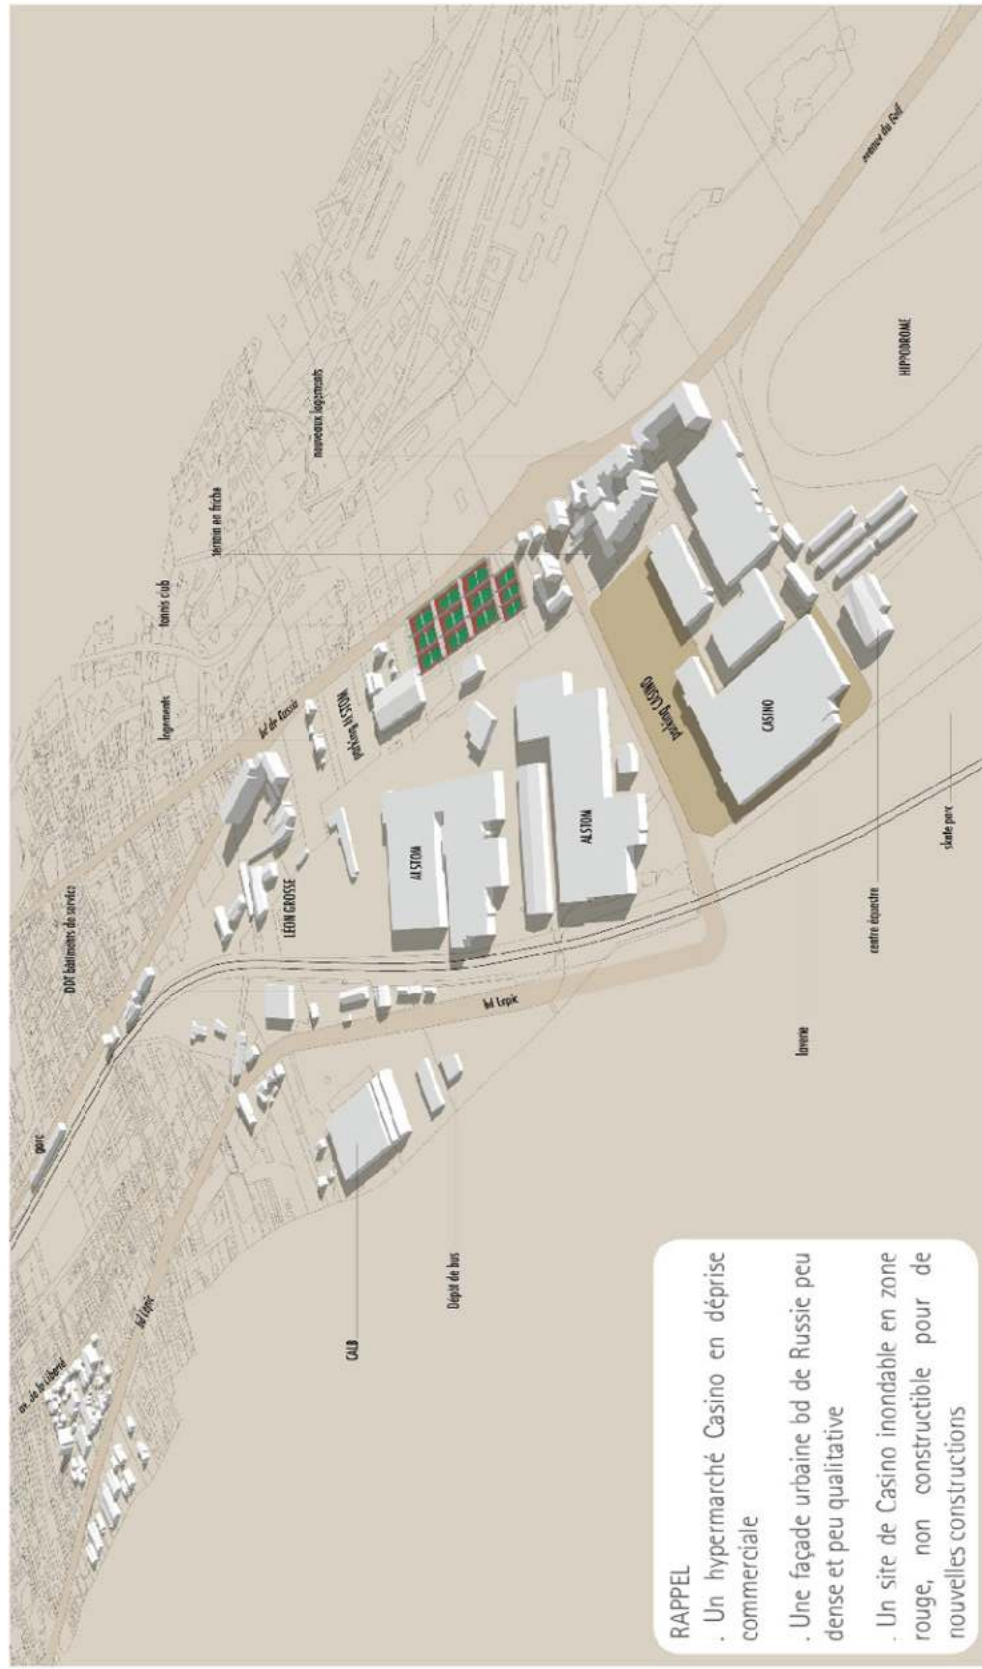 av. de la Liberté
bd Lepic
gare
DDT bâtiments de service
logements
tennis club
terrain en friche
nouveaux logements
bd de Russie
parking ALSTOM
LÉON GROSSE
ALSTOM
ALSTOM
bd Lepic
CALB
Dépôt de bus
parking CASINO
CASINO
avenue du Golf
HIPPODROME
laverie
centre équestre
skate parc
RAPPEL
. Un hypermarché Casino en déprise
commerciale
. Une façade urbaine bd de Russie peu
dense et peu qualitative
. Un site de Casino inondable en zone
rouge, non constructible pour de
nouvelles constructions